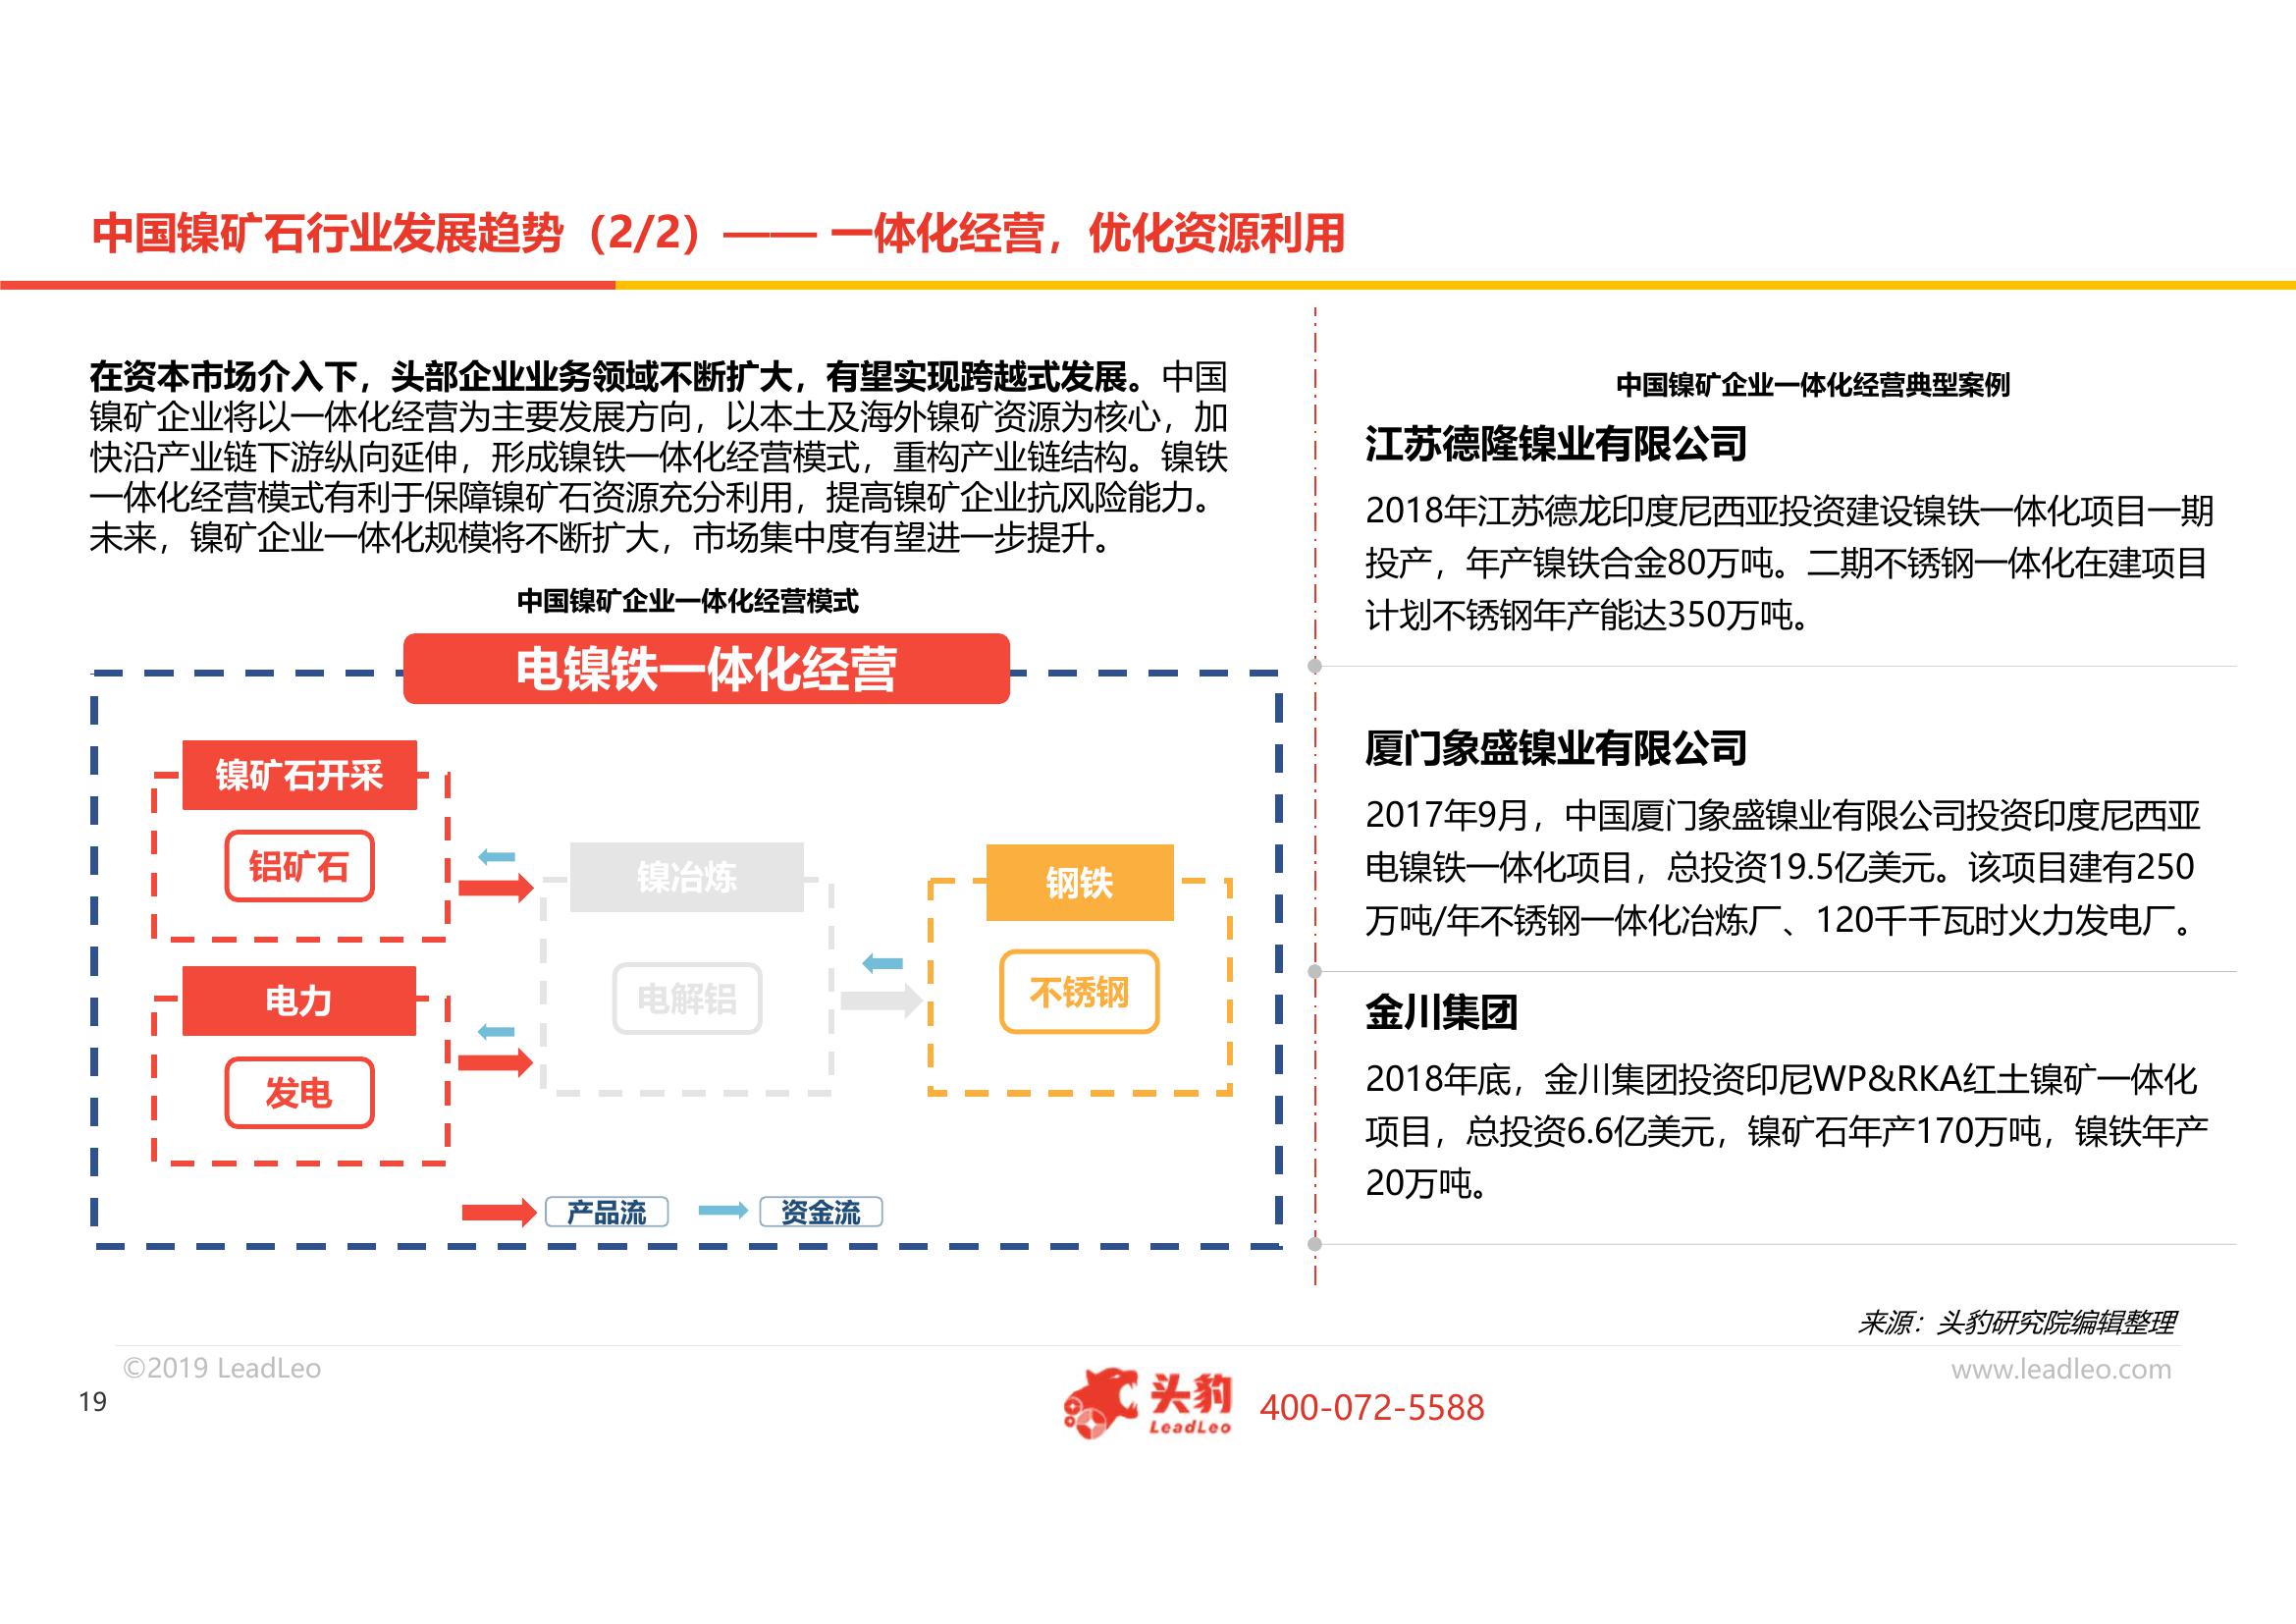 中国镍矿石行业发展趋势（2/2）—— 一体化经营，优化资源利用
在资本市场介入下，头部企业业务领域不断扩大，有望实现跨越式发展。中国
镍矿企业将以一体化经营为主要发展方向，以本土及海外镍矿资源为核心，加
快沿产业链下游纵向延伸，形成镍铁一体化经营模式，重构产业链结构。镍铁
一体化经营模式有利于保障镍矿石资源充分利用，提高镍矿企业抗风险能力。
未来，镍矿企业一体化规模将不断扩大，市场集中度有望进一步提升。
中国镍矿企业一体化经营模式
电镍铁一体化经营
镍矿石开采
铝矿石
电力
发电
镍冶炼
电解铝
钢铁
不锈钢
产品流
资金流
中国镍矿企业一体化经营典型案例
江苏德隆镍业有限公司
2018年江苏德龙印度尼西亚投资建设镍铁一体化项目一期
投产，年产镍铁合金80万吨。二期不锈钢一体化在建项目
计划不锈钢年产能达350万吨。
厦门象盛镍业有限公司
2017年9月，中国厦门象盛镍业有限公司投资印度尼西亚
电镍铁一体化项目，总投资19.5亿美元。该项目建有250
万吨/年不锈钢一体化冶炼厂、120千千瓦时火力发电厂。
金川集团
2018年底，金川集团投资印尼WP&RKA红土镍矿一体化
项目，总投资6.6亿美元，镍矿石年产170万吨，镍铁年产
20万吨。
来源：头豹研究院编辑整理
©2019 LeadLeo
www.leadleo.com
19
头豹
LeadLeo
400-072-5588